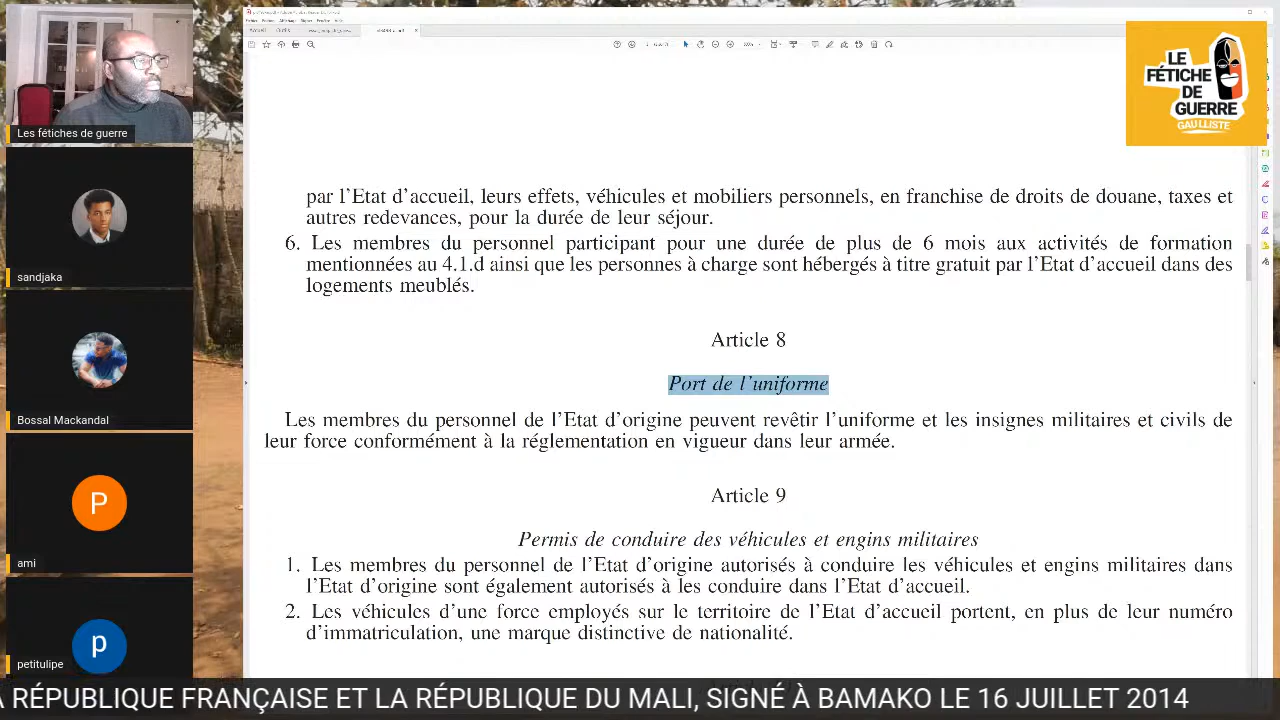 Accueil
Outils
LE
FÉTICHE
DE
GUERRE
GAULLISTE
Les fétiches de guerre
sandjaka
Bossal Mackandal
P
ami
p
petitulipe
par l'Etat d'accueil, leurs effets, véhicules et mobiliers personnels, en franchise de droits de douane, taxes et
autres redevances, pour la durée de leur séjour.
6. Les membres du personnel participant pour une durée de plus de 6 mois aux activités de formation
mentionnées au 4.1.d ainsi que les personnes à charge sont hébergés à titre gratuit par l'Etat d'accueil dans des
logements meublés.
Article 8
Port de l'uniforme
Les membres du personnel de l'Etat d'origine peuvent revêtir l'uniforme et les insignes militaires et civils de
leur force conformément à la réglementation en vigueur dans leur armée.
Article 9
Permis de conduire des véhicules et engins militaires
1. Les membres du personnel de l'Etat d'origine autorisés à conduire les véhicules et engins militaires dans
l'Etat d'origine sont également autorisés à les conduire dans l'Etat d'accueil.
2. Les véhicules d'une force employés sur le territoire de l'Etat d'accueil portent, en plus de leur numéro
d'immatriculation, une marque distinctive de nationalité.
RÉPUBLIQUE FRANÇAISE ET LA RÉPUBLIQUE DU MALI, SIGNÉ À BAMAKO LE 16 JUILLET 2014